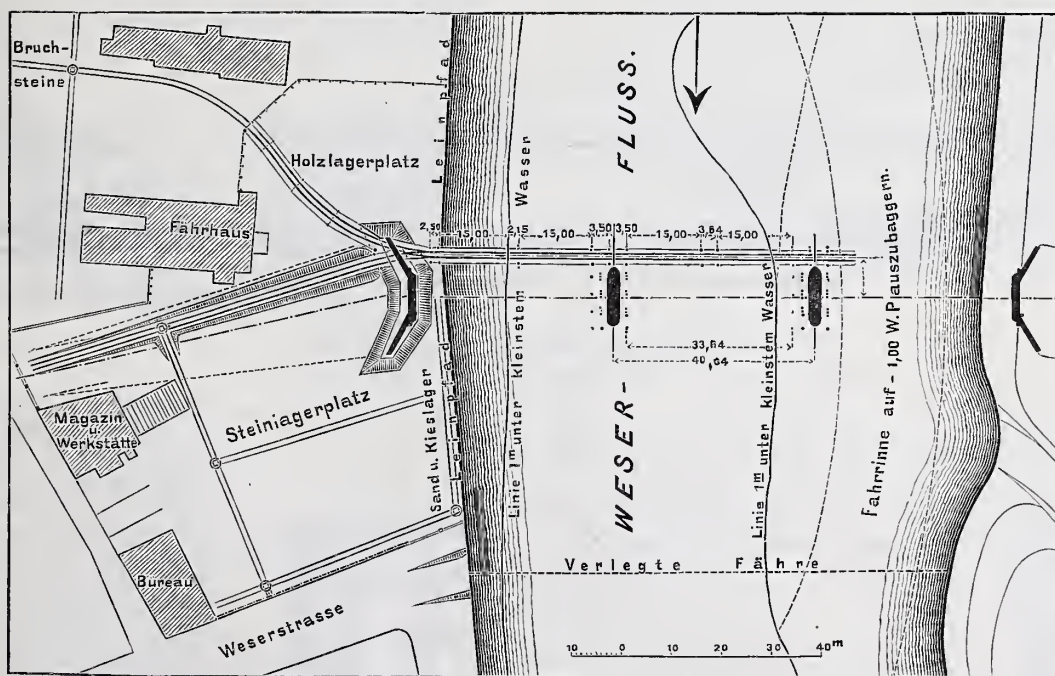 Bruch-
steine
Holzlagerplatz
Leinpfad
Fährhaus
Magazin
u.
Werkstätte
Steinlagerplatz
Bureau
Weserstrasse
Sand u. Kieslager
Leinpfad
Linie 1m unter kleinstem Wasser
WESER-FLUSS.
2,50
15,00
2,15
15,00
3,50
3,50
15,00
3,64
15,00
33,64
40,64
Linie 1m unter kleinstem Wasser
Fahrrinne auf - 1,00 W.P. auszubaggern.
Verlegte Fähre
10 0 10 20 30 40m